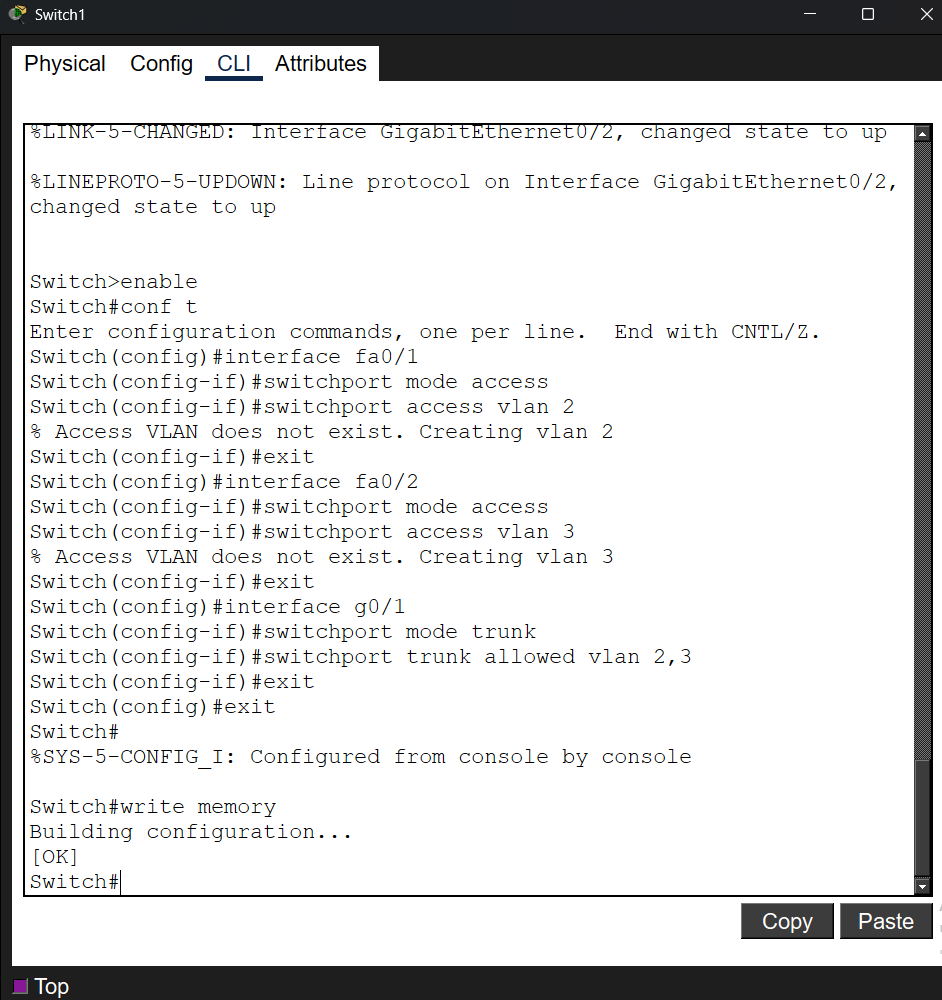 Switch1
Physical Config CLI Attributes
%LINK-5-CHANGED: Interface GigabitEthernet0/2, changed state to up
%LINEPROTO-5-UPDOWN: Line protocol on Interface GigabitEthernet0/2,
changed state to up
Switch>enable
Switch#conf t
Enter configuration commands, one per line.  End with CNTL/Z.
Switch(config)#interface fa0/1
Switch(config-if)#switchport mode access
Switch(config-if)#switchport access vlan 2
% Access VLAN does not exist. Creating vlan 2
Switch(config-if)#exit
Switch(config)#interface fa0/2
Switch(config-if)#switchport mode access
Switch(config-if)#switchport access vlan 3
% Access VLAN does not exist. Creating vlan 3
Switch(config-if)#exit
Switch(config)#interface g0/1
Switch(config-if)#switchport mode trunk
Switch(config-if)#switchport trunk allowed vlan 2,3
Switch(config-if)#exit
Switch(config)#exit
Switch#
%SYS-5-CONFIG_I: Configured from console by console
Switch#write memory
Building configuration...
[OK]
Switch#
Copy Paste
Top